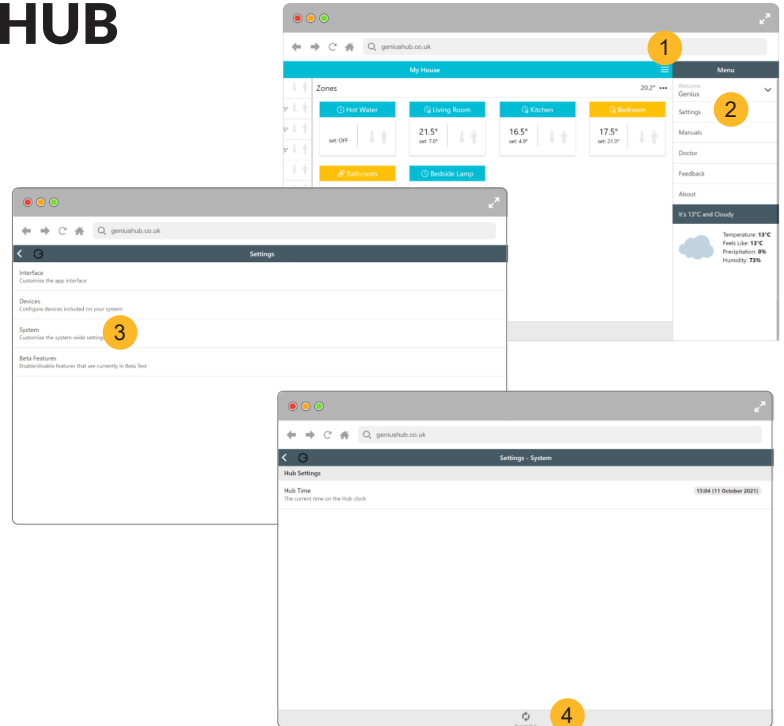 HUB
geniushub.co.uk
1
My House
Menu
Zones
20.2°
Welcome
Genius
Hot Water
Living Room
Kitchen
Bedroom
Settings
2
set: OFF
21.5°
set: 7.0°
16.5°
set: 4.0°
17.5°
set: 21.0°
Manuals
Doctor
Bathroom
Bedside Lamp
Feedback
About
It's 13°C and Cloudy
Temperature: 13°C
Feels Like: 13°C
Precipitation: 0%
Humidity: 73%
geniushub.co.uk
Settings
Interface
Customise the app interface
Devices
Configure devices included on your system
System
Customise the system-wide
3
Beta Features
Enable/disable features that are currently in Beta Test
geniushub.co.uk
Settings - System
Hub Settings
Hub Time
15:04 (11 October 2021)
The current time on the Hub clock
4